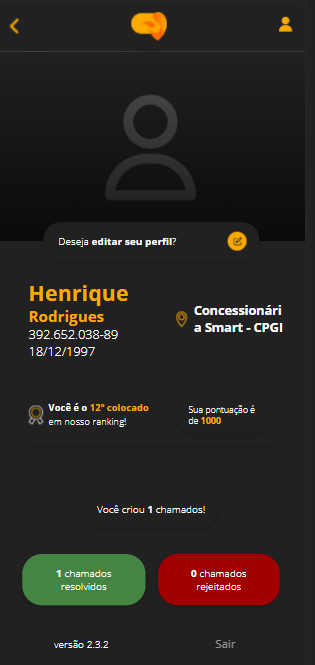 Deseja editar seu perfil?
Henrique
Rodrigues
392.652.038-89
18/12/1997
Concessionári
a Smart - CPGI
Você é o 12º colocado
em nosso ranking!
Sua pontuação é
de 1000
Você criou 1 chamados!
1 chamados
resolvidos
0 chamados
rejeitados
versão 2.3.2
Sair